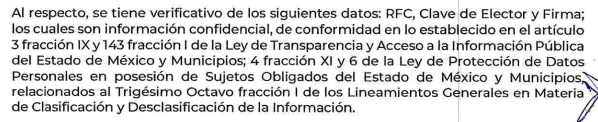 Al respecto, se tiene verificativo de los siguientes datos: RFC, Clave de Elector y Firma;
los cuales son información confidencial, de conformidad en lo establecido en el artículo
3 fracción IX y 143 fracción I de la Ley de Transparencia y Acceso a la Información Pública
del Estado de México y Municipios; 4 fracción XI y 6 de la Ley de Protección de Datos
Personales en posesión de Sujetos Obligados del Estado de México y Municipios,
relacionados al Trigésimo Octavo fracción I de los Lineamientos Generales en Materia
de Clasificación y Desclasificación de la Información.